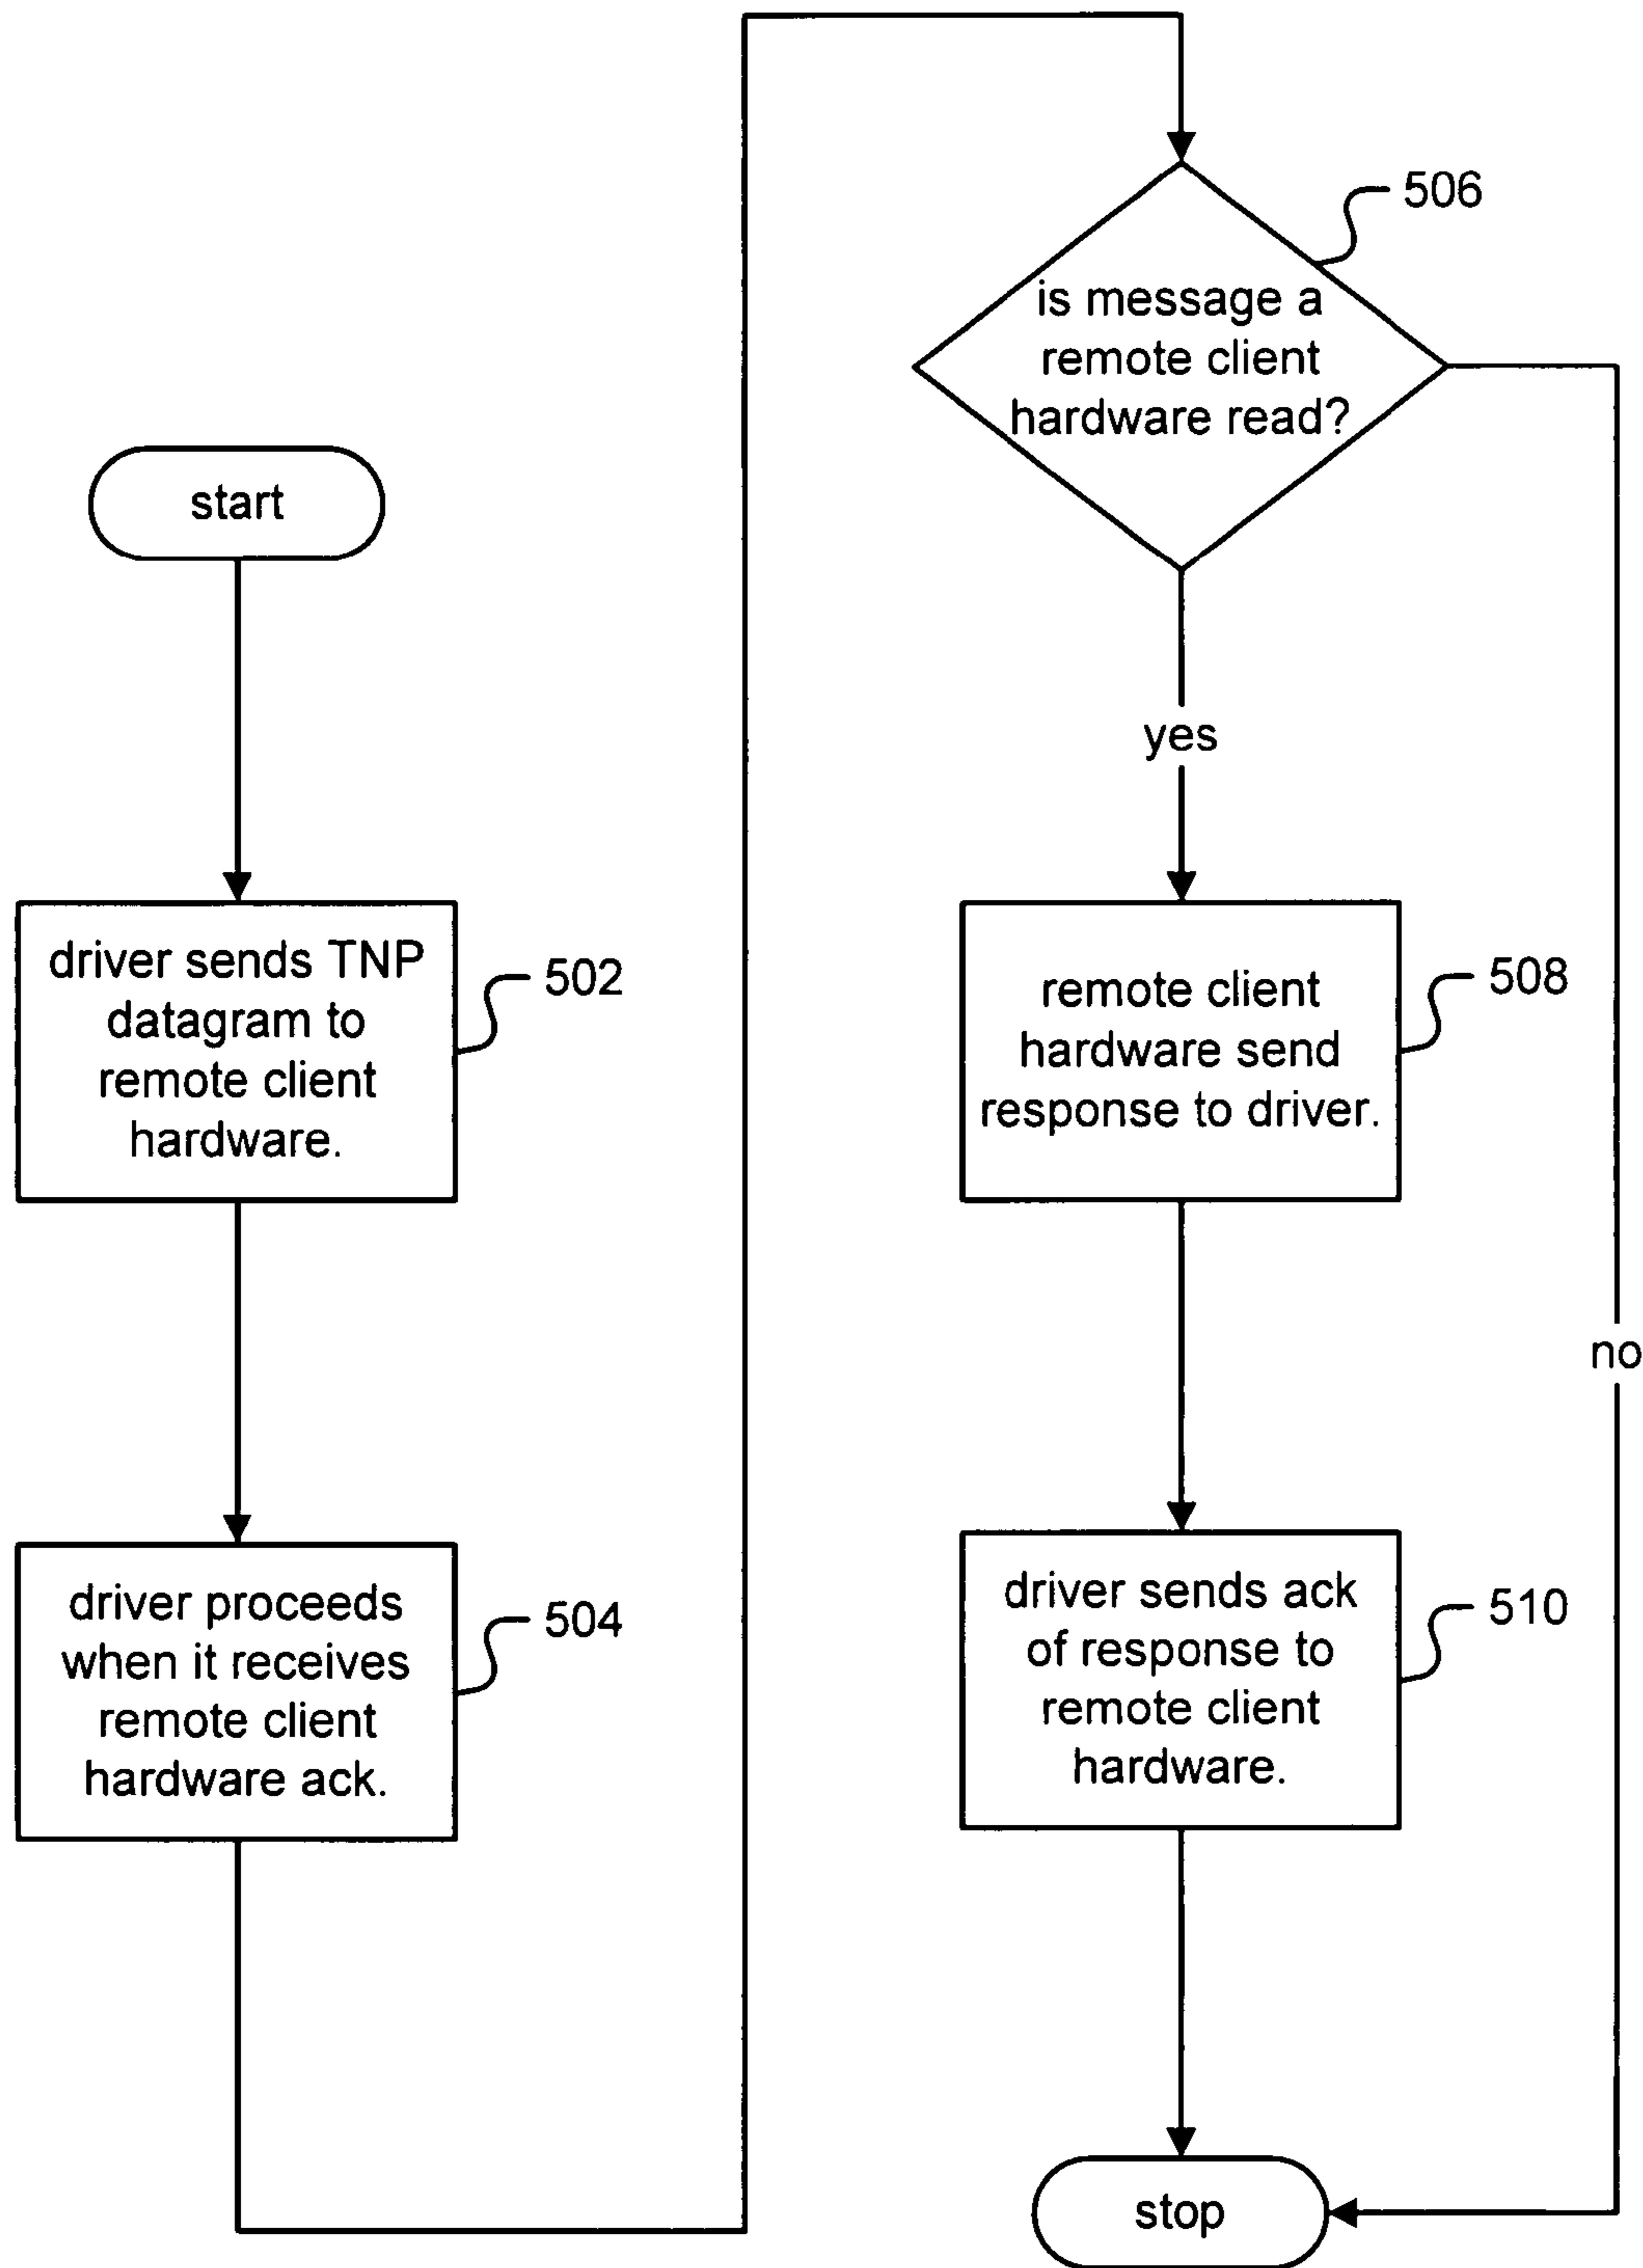 start
driver sends TNP
datagram to
remote client
hardware.
502
driver proceeds
when it receives
remote client
hardware ack.
504
is message a
remote client
hardware read?
506
yes
remote client
hardware send
response to driver.
508
no
driver sends ack
of response to
remote client
hardware.
510
stop